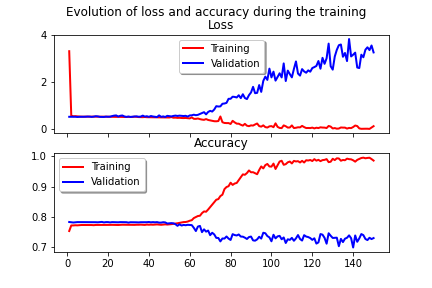 Evolution of loss and accuracy during the training
Loss
4
2
0
Training
Validation
Accuracy
1.0
0.9
0.8
0.7
Training
Validation
0 20 40 60 80 100 120 140